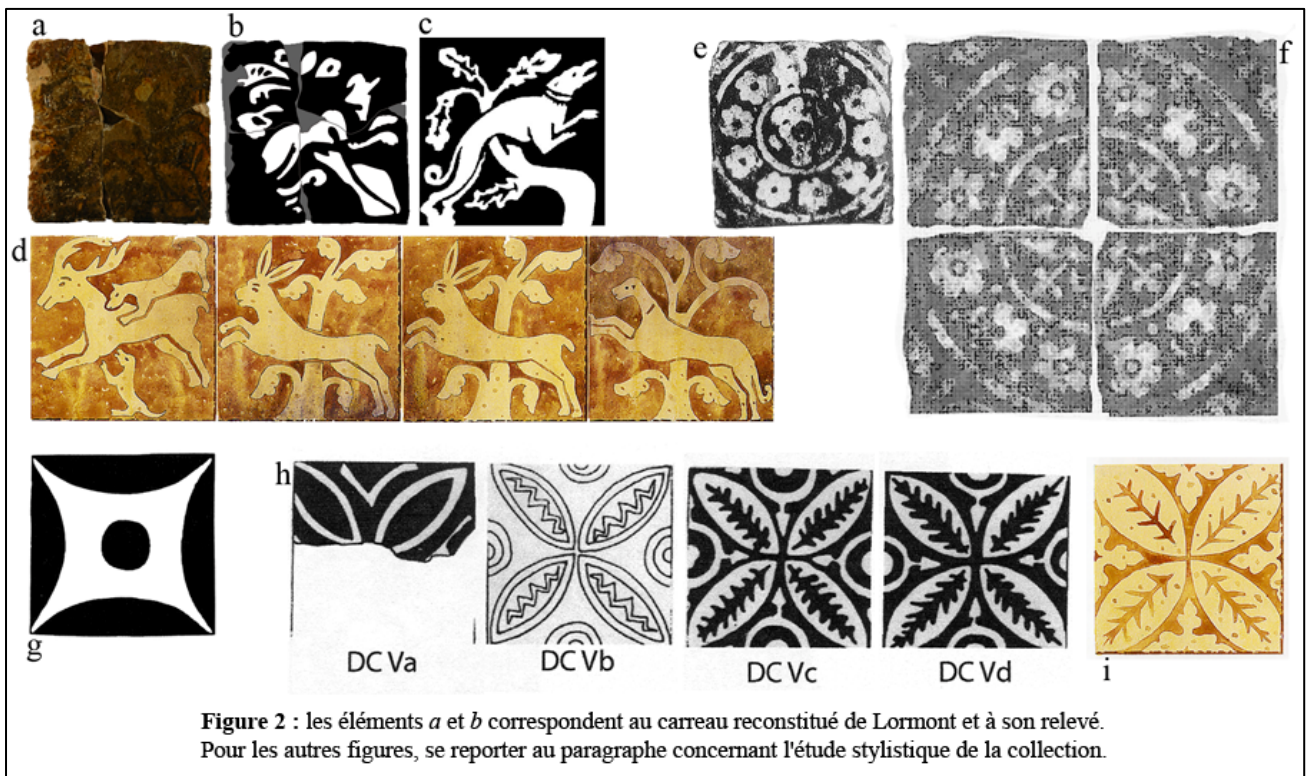 a
b
c
e
f
d
g
h
DC Va
DC Vb
DC Vc
DC Vd
i
Figure 2 : les éléments a et b correspondent au carreau reconstitué de Lormont et à son relevé.
Pour les autres figures, se reporter au paragraphe concernant l'étude stylistique de la collection.